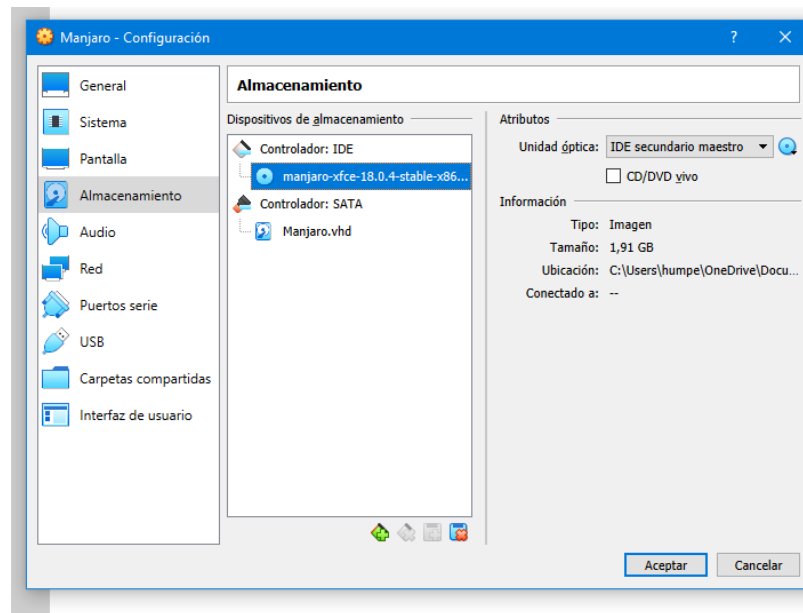 Manjaro - Configuración
?
General
Sistema
Pantalla
Almacenamiento
Audio
Red
Puertos serie
USB
Carpetas compartidas
Interfaz de usuario
Almacenamiento
Dispositivos de almacenamiento
Controlador: IDE
manjaro-xfce-18.0.4-stable-x86...
Controlador: SATA
Manjaro.vhd
Atributos
Unidad óptica: IDE secundario maestro
CD/DVD vivo
Información
Tipo: Imagen
Tamaño: 1,91 GB
Ubicación: C:\Users\humpe\OneDrive\Docu...
Conectado a: --
Aceptar Cancelar